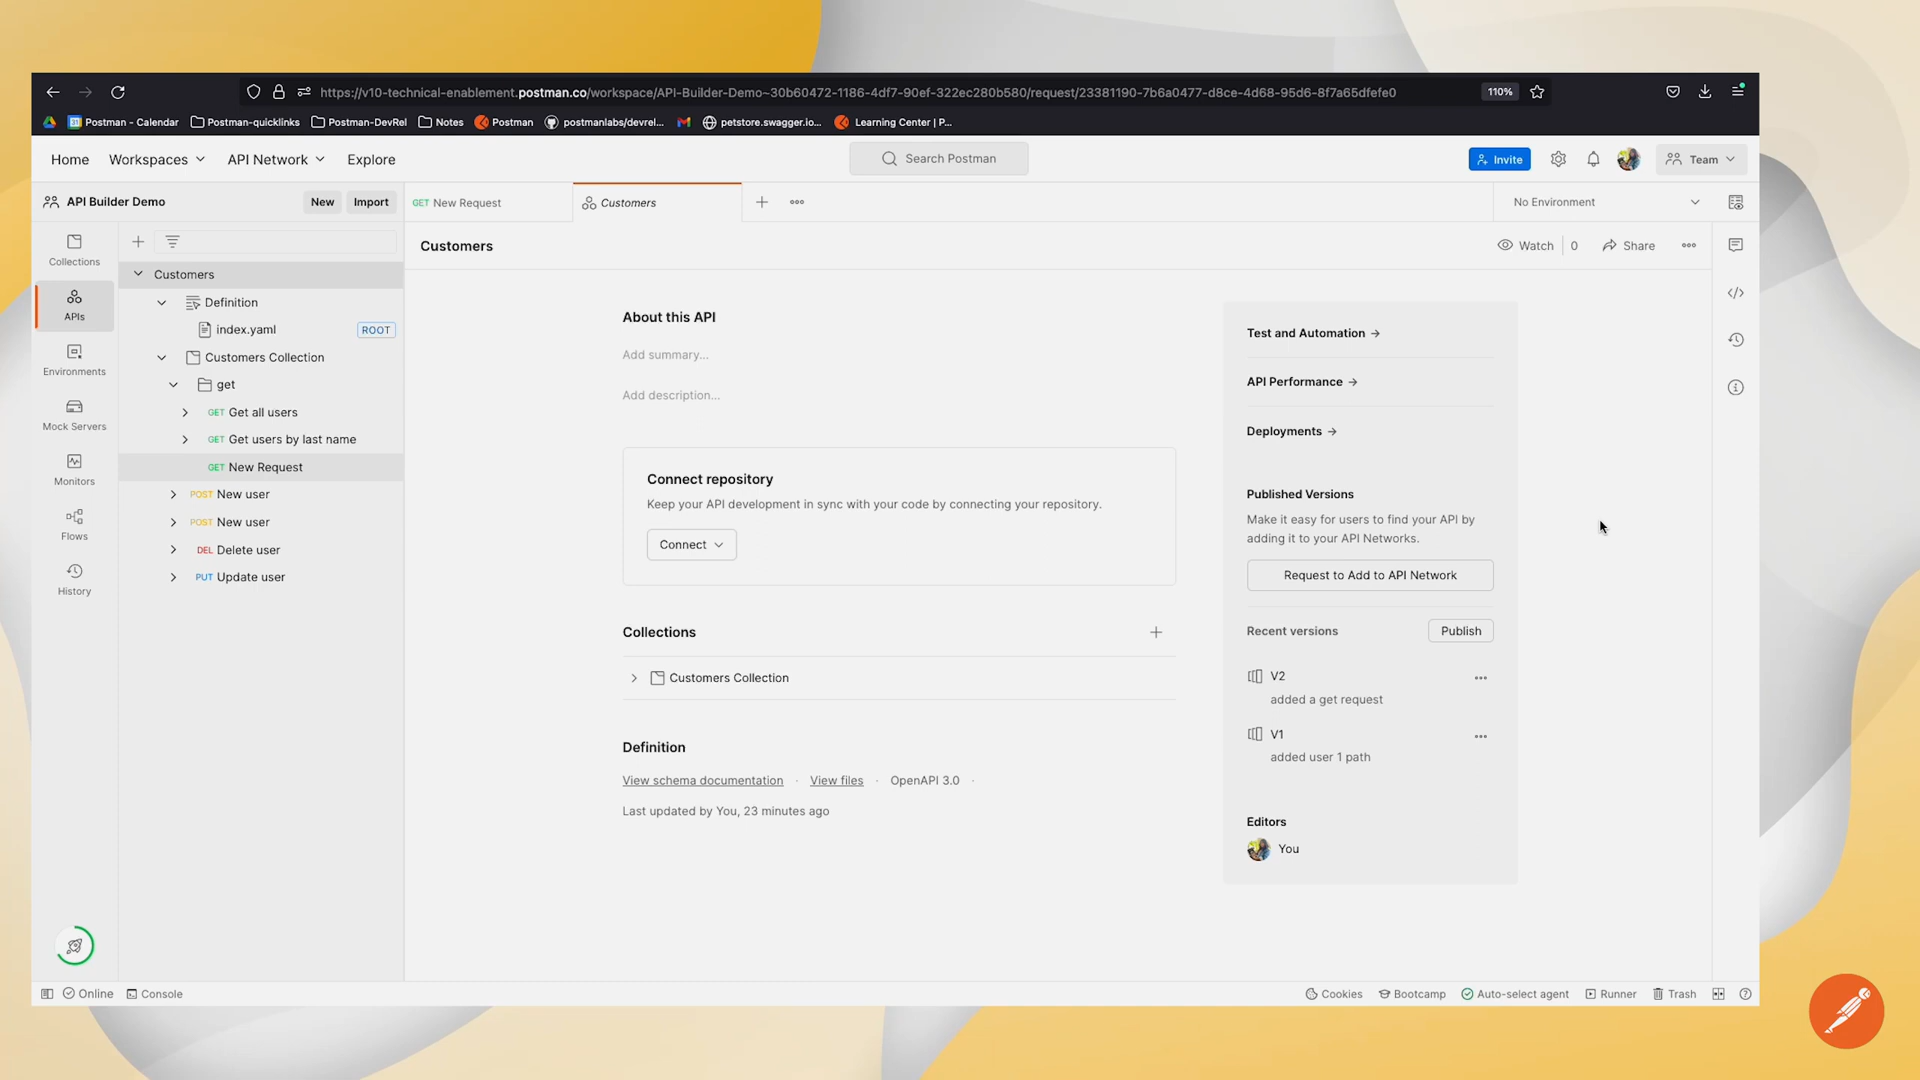 https://v10-technical-enablement.postman.co/workspace/API-Builder-Demo~30b60472-1186-4df7-90ef-322ec280b580/request/23381190-7b6a0477-d8ce-4d68-95d6-8f7a65dfefe0
110%
Postman - Calendar
Postman-quicklinks
Postman-DevRel
Notes
Postman
postmanlabs/devrel...
petstore.swagger.io...
Learning Center | P...
Home
Workspaces
API Network
Explore
Search Postman
Invite
Team
API Builder Demo
New
Import
GET New Request
Customers
No Environment
Collections
APIs
Environments
Mock Servers
Monitors
Flows
History
Customers
Definition
index.yaml
ROOT
Customers Collection
get
GET Get all users
GET Get users by last name
GET New Request
POST New user
POST New user
DEL Delete user
PUT Update user
Customers
Watch
0
Share
About this API
Add summary...
Add description...
Connect repository
Keep your API development in sync with your code by connecting your repository.
Connect
Collections
Customers Collection
Definition
View schema documentation · View files · OpenAPI 3.0 ·
Last updated by You, 23 minutes ago
Test and Automation →
API Performance →
Deployments →
Published Versions
Make it easy for users to find your API by
adding it to your API Networks.
Request to Add to API Network
Recent versions
Publish
V2
added a get request
V1
added user 1 path
Editors
You
Online
Console
Cookies
Bootcamp
Auto-select agent
Runner
Trash